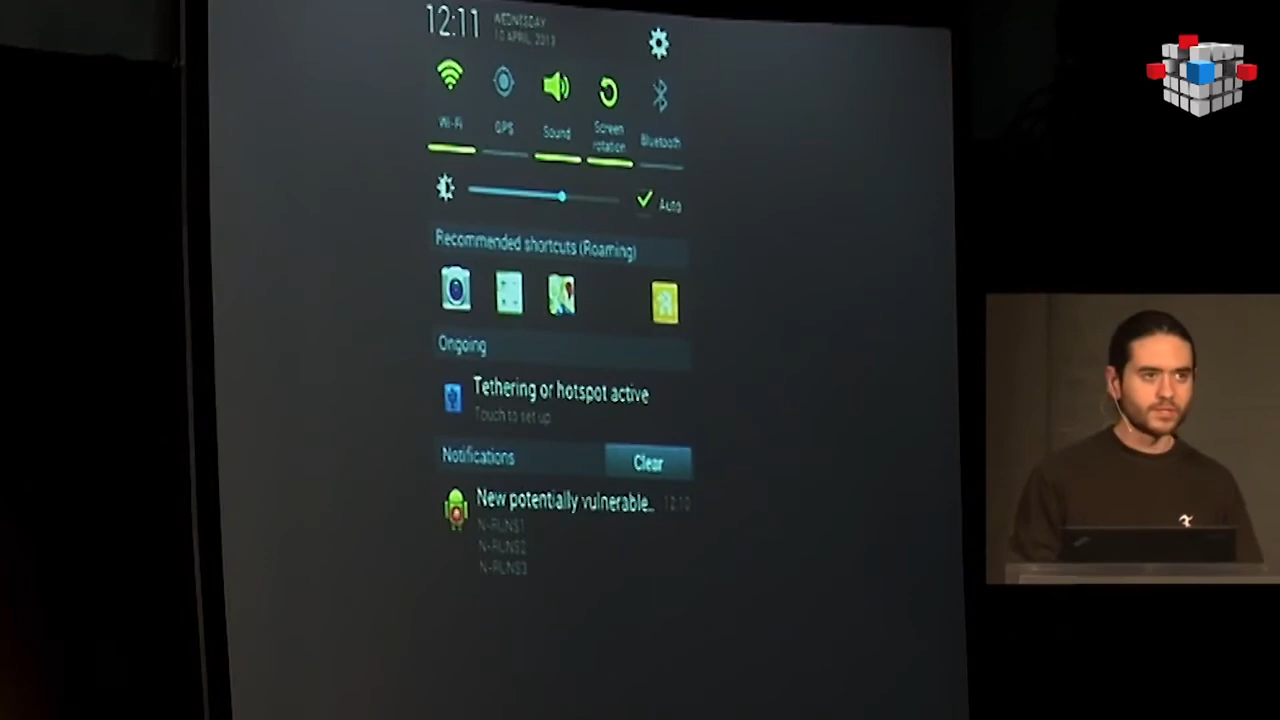 12:11
WEDNESDAY
10 APRIL, 2013
Wi-Fi
GPS
Sound
Screen
rotation
Bluetooth
Auto
Recommended shortcuts (Roaming)
Ongoing
Tethering or hotspot active
Touch to set up
Notifications
Clear
New potentially vulnerable..
12:10
N-RUNS1
N-RUNS2
N-RUNS3